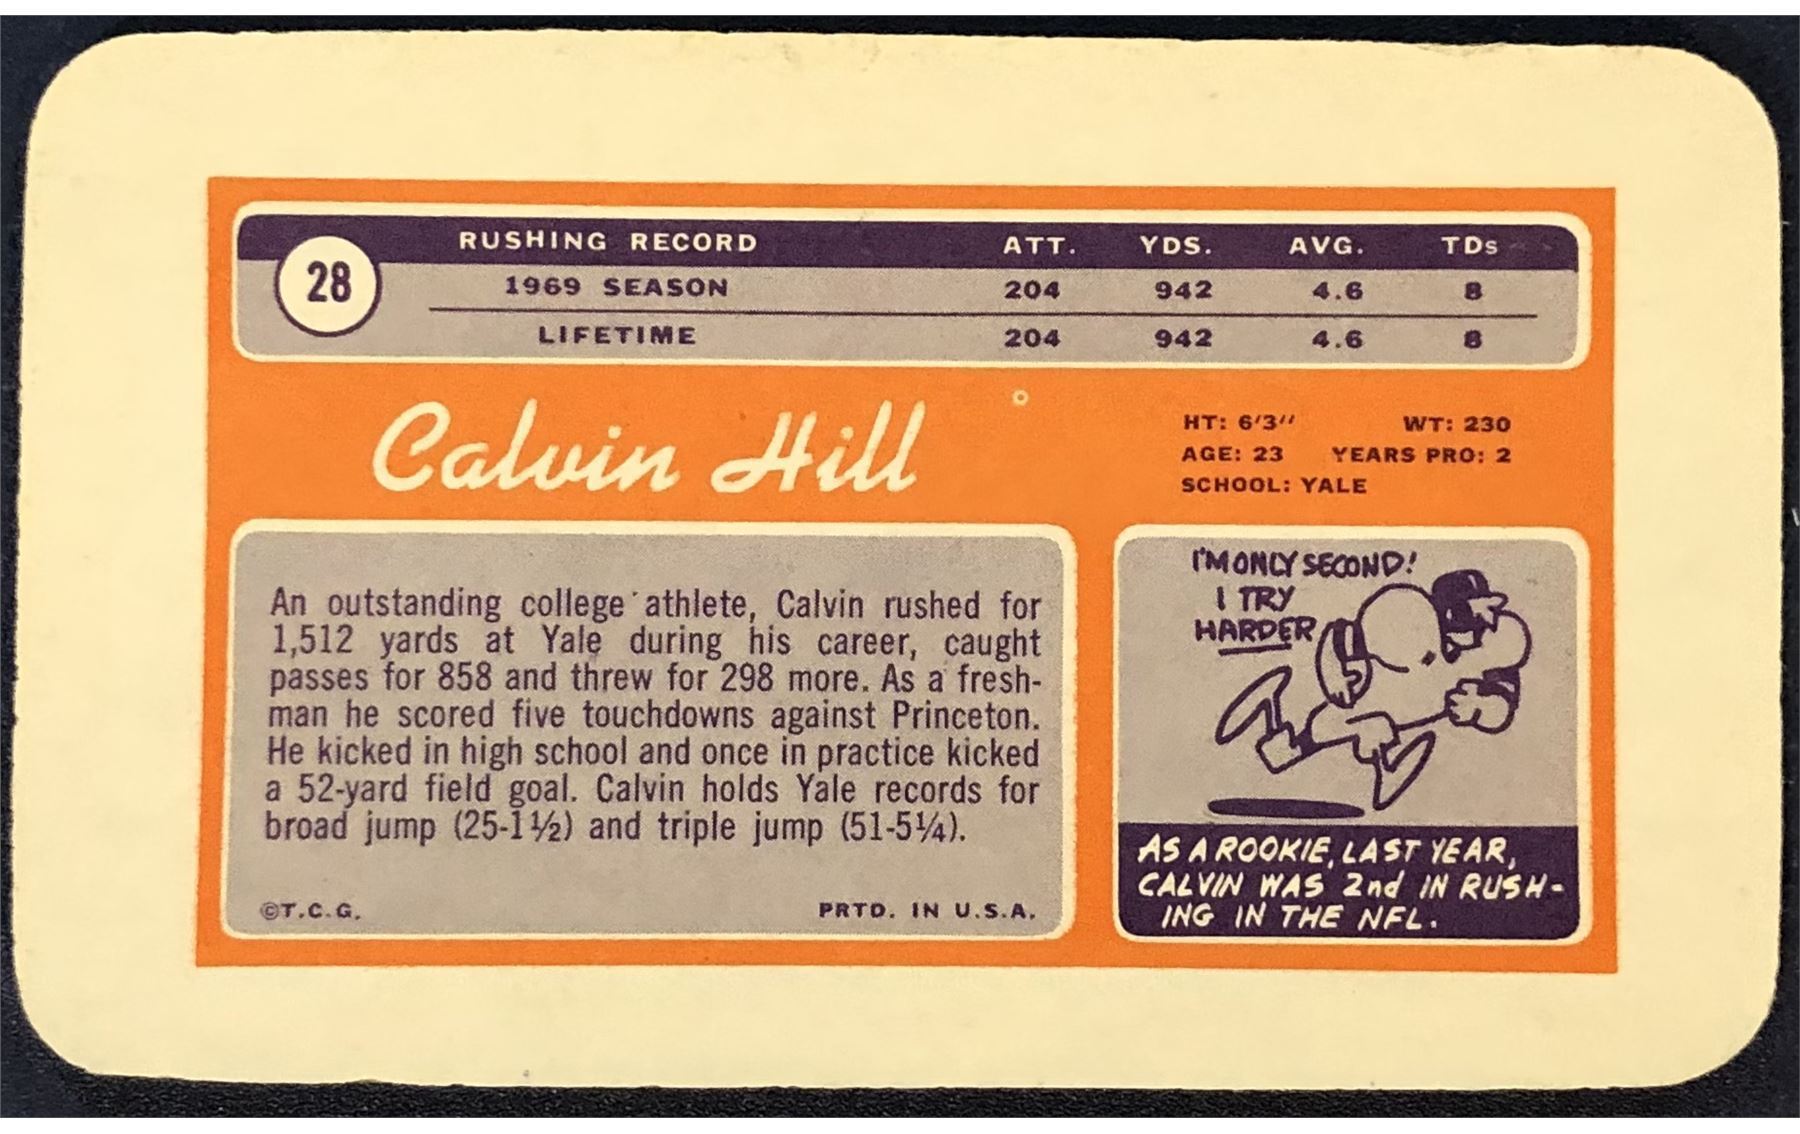 28
RUSHING RECORD ATT. YDS. AVG. TDs
1969 SEASON 204 942 4.6 8
LIFETIME 204 942 4.6 8
Calvin Hill
HT: 6'3" WT: 230
AGE: 23 YEARS PRO: 2
SCHOOL: YALE
An outstanding college athlete, Calvin rushed for
1,512 yards at Yale during his career, caught
passes for 858 and threw for 298 more. As a fresh-
man he scored five touchdowns against Princeton.
He kicked in high school and once in practice kicked
a 52-yard field goal. Calvin holds Yale records for
broad jump (25-1½) and triple jump (51-5¼).
©T.C.G. PRTD. IN U.S.A.
I'M ONLY SECOND!
I TRY
HARDER
AS A ROOKIE, LAST YEAR,
CALVIN WAS 2nd IN RUSH-
ING IN THE NFL.